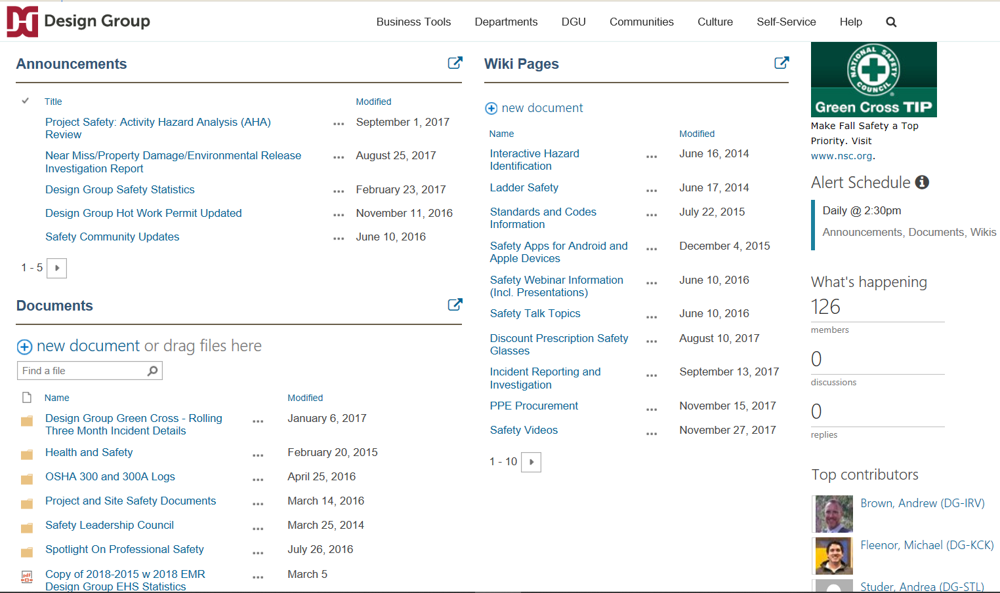 Design Group
Business Tools Departments DGU Communities Culture Self-Service Help
Announcements
Title Modified
Project Safety: Activity Hazard Analysis (AHA) ... September 1, 2017
Review
Near Miss/Property Damage/Environmental Release ... August 25, 2017
Investigation Report
Design Group Safety Statistics ... February 23, 2017
Design Group Hot Work Permit Updated ... November 11, 2016
Safety Community Updates ... June 10, 2016
1 - 5
Documents
new document or drag files here
Find a file
Name Modified
Design Group Green Cross - Rolling ... January 6, 2017
Three Month Incident Details
Health and Safety ... February 20, 2015
OSHA 300 and 300A Logs ... April 25, 2016
Project and Site Safety Documents ... March 14, 2016
Safety Leadership Council ... March 25, 2014
Spotlight On Professional Safety ... July 26, 2016
pdf
Copy of 2018-2015 w 2018 EMR ... March 5
Design Group EHS Statistics
Wiki Pages
new document
Name Modified
Interactive Hazard ... June 16, 2014
Identification
Ladder Safety ... June 17, 2014
Standards and Codes ... July 22, 2015
Information
Safety Apps for Android and ... December 4, 2015
Apple Devices
Safety Webinar Information ... June 10, 2016
(Incl. Presentations)
Safety Talk Topics ... June 10, 2016
Discount Prescription Safety ... August 10, 2017
Glasses
Incident Reporting and ... September 13, 2017
Investigation
PPE Procurement ... November 15, 2017
Safety Videos ... November 27, 2017
1 - 10
NATIONAL SAFETY
COUNCIL
Green Cross TIP
Make Fall Safety a Top
Priority. Visit
www.nsc.org.
Alert Schedule
Daily @ 2:30pm
Announcements, Documents, Wikis
What's happening
126
members
0
discussions
0
replies
Top contributors
Brown, Andrew (DG-IRV)
Fleenor, Michael (DG-KCK)
Studer, Andrea (DG-STL)